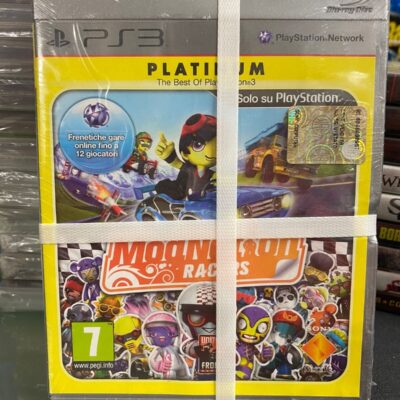 Blu-ray Disc
PS3
PlayStation®Network
PLATINUM
The Best Of PlayStation®3
Solo su PlayStation
Frenetiche gare
online fino a
12 giocatori
RACERS
7
www.pegi.info
SONY